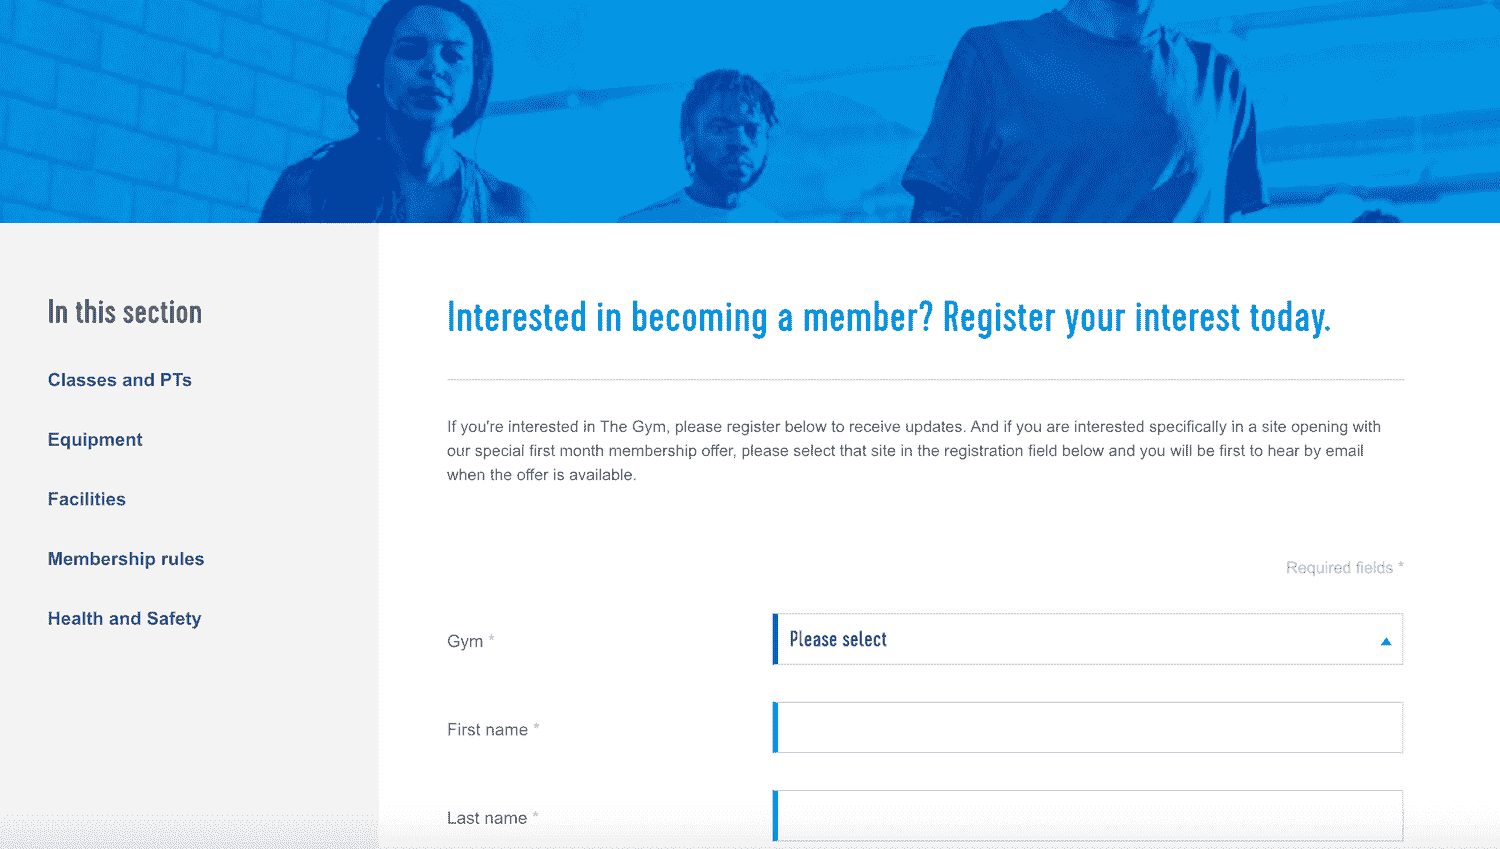 In this section
Classes and PTs
Equipment
Facilities
Membership rules
Health and Safety
Interested in becoming a member? Register your interest today.
If you're interested in The Gym, please register below to receive updates. And if you are interested specifically in a site opening with
our special first month membership offer, please select that site in the registration field below and you will be first to hear by email
when the offer is available.
Required fields *
Gym *
Please select
First name *
Last name *